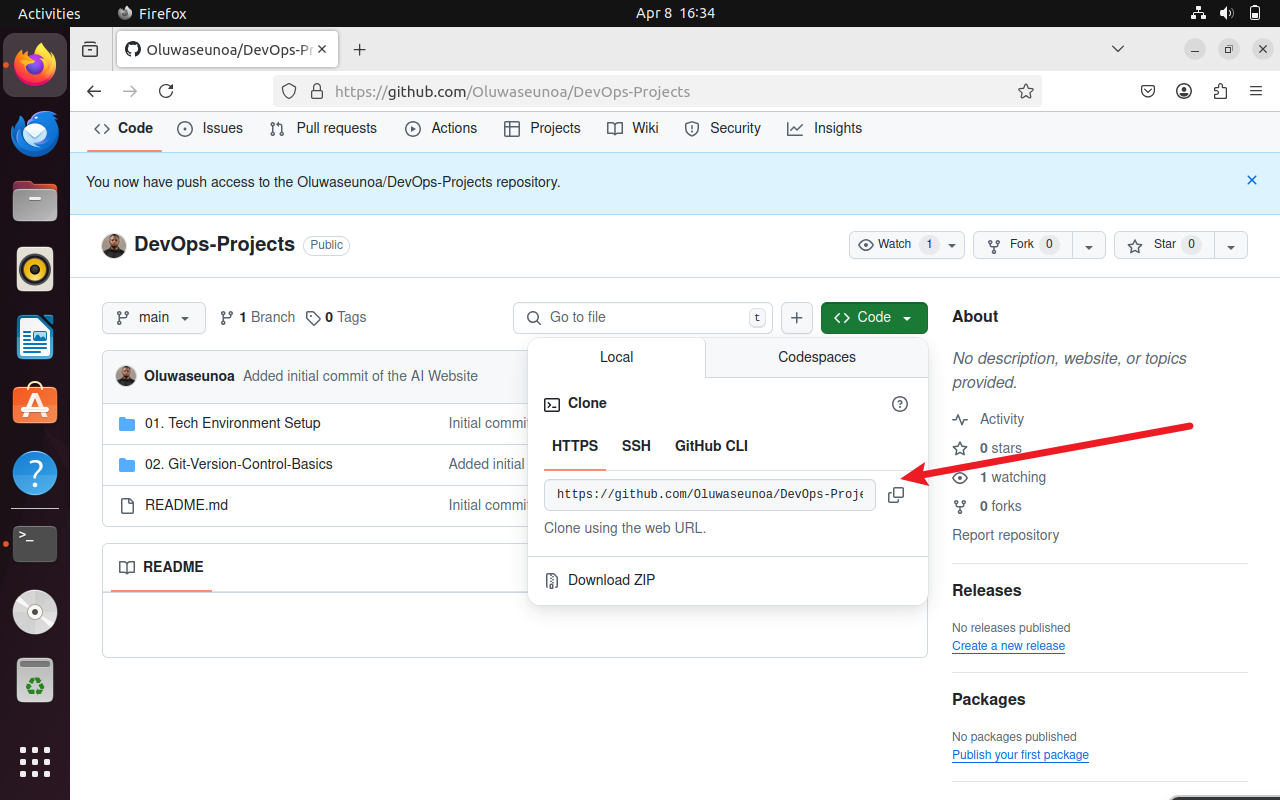 Activities
Firefox
Apr 8 16:34
Oluwaseunoa/DevOps-Pr
https://github.com/Oluwaseunoa/DevOps-Projects
Code
Issues
Pull requests
Actions
Projects
Wiki
Security
Insights
You now have push access to the Oluwaseunoa/DevOps-Projects repository.
DevOps-Projects
Public
Watch 1
Fork 0
Star 0
main
1 Branch
0 Tags
Go to file
t
Code
Oluwaseunoa Added initial commit of the AI Website
01. Tech Environment Setup
Initial commit
02. Git-Version-Control-Basics
Added initial
README.md
Initial commit
README
Local
Codespaces
Clone
HTTPS
SSH
GitHub CLI
https://github.com/Oluwaseunoa/DevOps-Proje
Clone using the web URL.
Download ZIP
About
No description, website, or topics
provided.
Activity
0 stars
1 watching
0 forks
Report repository
Releases
No releases published
Create a new release
Packages
No packages published
Publish your first package